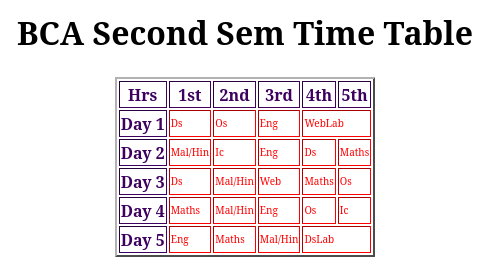 BCA Second Sem Time Table
Hrs 1st 2nd 3rd 4th 5th
Day 1 Ds Os Eng WebLab
Day 2 Mal/Hin Ic Eng Ds Maths
Day 3 Ds Mal/Hin Web Maths Os
Day 4 Maths Mal/Hin Eng Os Ic
Day 5 Eng Maths Mal/Hin DsLab